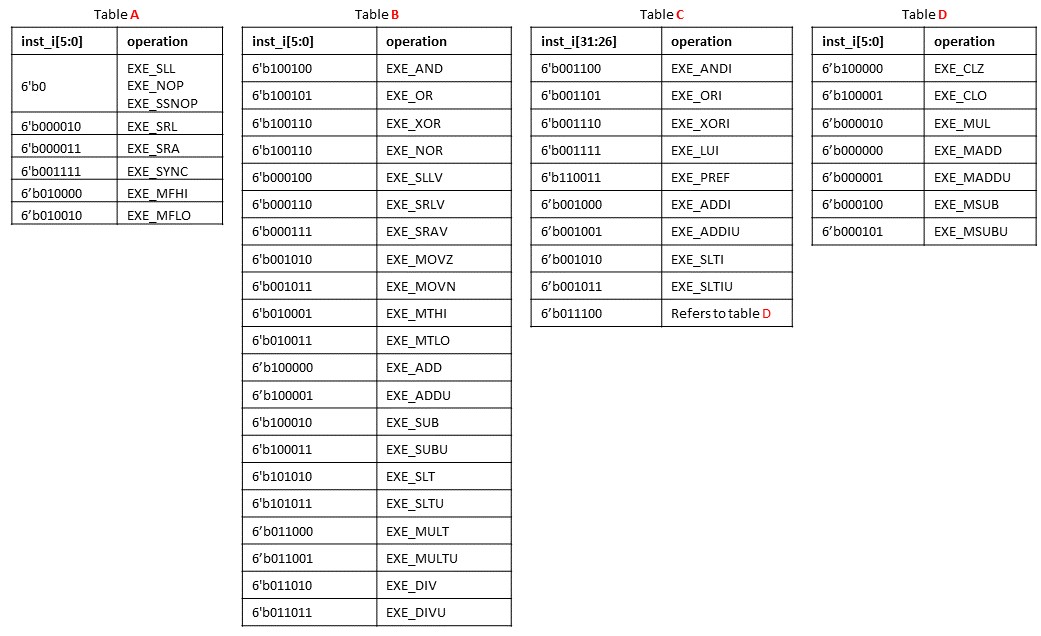 Table A
inst_i[5:0] operation
6'b0 EXE_SLL
EXE_NOP
EXE_SSNOP
6'b000010 EXE_SRL
6'b000011 EXE_SRA
6'b001111 EXE_SYNC
6’b010000 EXE_MFHI
6’b010010 EXE_MFLO
Table B
inst_i[5:0] operation
6'b100100 EXE_AND
6'b100101 EXE_OR
6'b100110 EXE_XOR
6'b100110 EXE_NOR
6'b000100 EXE_SLLV
6'b000110 EXE_SRLV
6'b000111 EXE_SRAV
6'b001010 EXE_MOVZ
6'b001011 EXE_MOVN
6'b010001 EXE_MTHI
6'b010011 EXE_MTLO
6’b100000 EXE_ADD
6’b100001 EXE_ADDU
6'b100010 EXE_SUB
6'b100011 EXE_SUBU
6'b101010 EXE_SLT
6'b101011 EXE_SLTU
6’b011000 EXE_MULT
6’b011001 EXE_MULTU
6'b011010 EXE_DIV
6'b011011 EXE_DIVU
Table C
inst_i[31:26] operation
6'b001100 EXE_ANDI
6'b001101 EXE_ORI
6'b001110 EXE_XORI
6'b001111 EXE_LUI
6'b110011 EXE_PREF
6’b001000 EXE_ADDI
6’b001001 EXE_ADDIU
6’b001010 EXE_SLTI
6’b001011 EXE_SLTIU
6’b011100 Refers to table D
Table D
inst_i[5:0] operation
6’b100000 EXE_CLZ
6’b100001 EXE_CLO
6’b000010 EXE_MUL
6’b000000 EXE_MADD
6’b000001 EXE_MADDU
6’b000100 EXE_MSUB
6’b000101 EXE_MSUBU